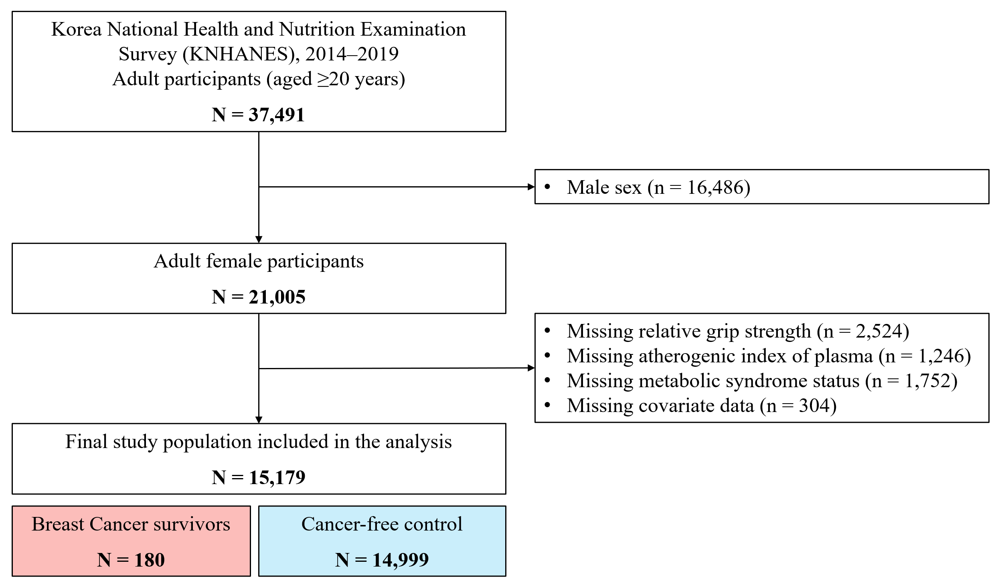 Korea National Health and Nutrition Examination
Survey (KNHANES), 2014–2019
Adult participants (aged ≥20 years)
N = 37,491
• Male sex (n = 16,486)
Adult female participants
N = 21,005
• Missing relative grip strength (n = 2,524)
• Missing atherogenic index of plasma (n = 1,246)
• Missing metabolic syndrome status (n = 1,752)
• Missing covariate data (n = 304)
Final study population included in the analysis
N = 15,179
Breast Cancer survivors
N = 180
Cancer-free control
N = 14,999